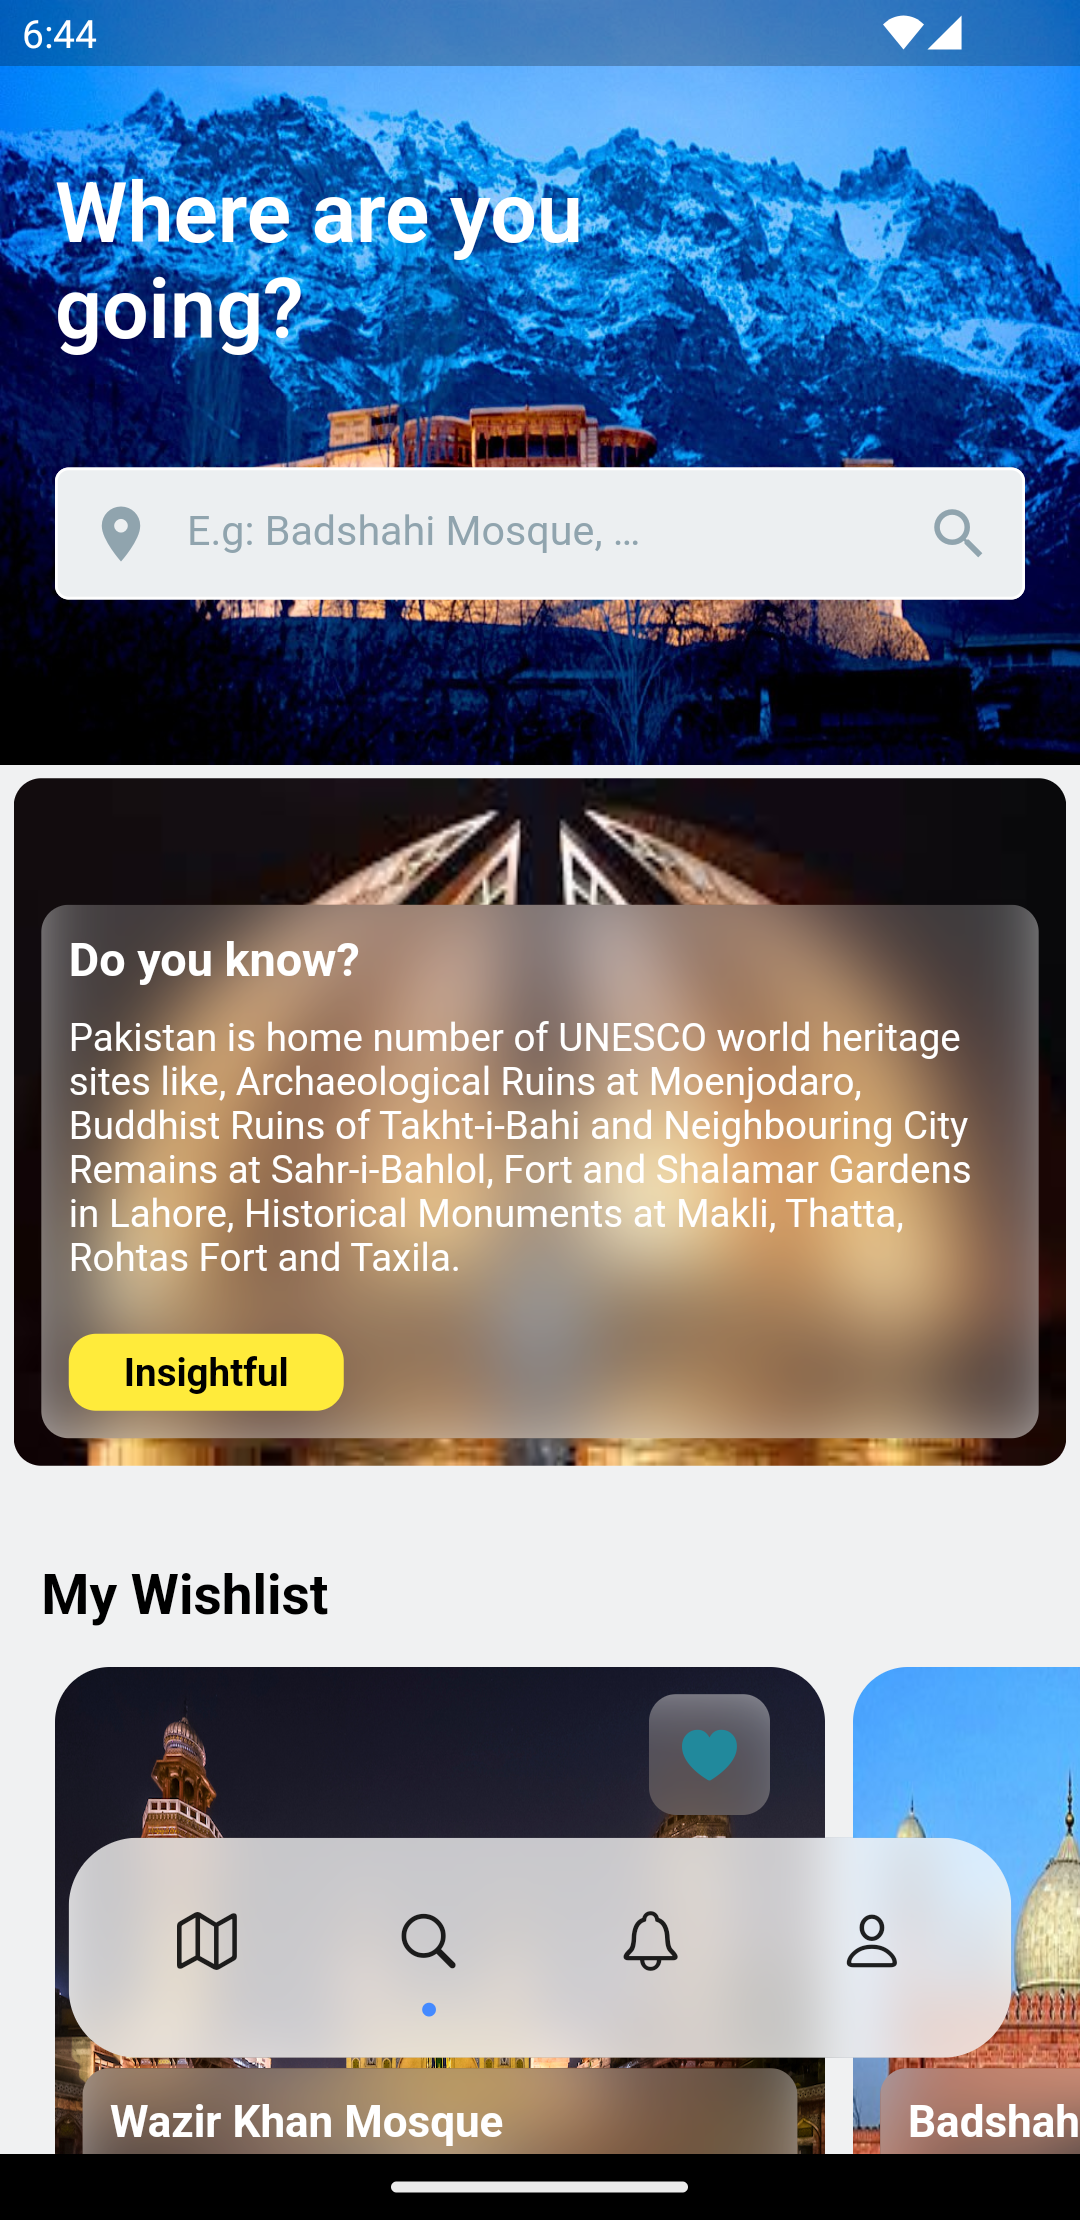 6:44
Where are you
going?
E.g: Badshahi Mosque, ...
Do you know?
Pakistan is home number of UNESCO world heritage
sites like, Archaeological Ruins at Moenjodaro,
Buddhist Ruins of Takht-i-Bahi and Neighbouring City
Remains at Sahr-i-Bahlol, Fort and Shalamar Gardens
in Lahore, Historical Monuments at Makli, Thatta,
Rohtas Fort and Taxila.
Insightful
My Wishlist
Wazir Khan Mosque
Badshah